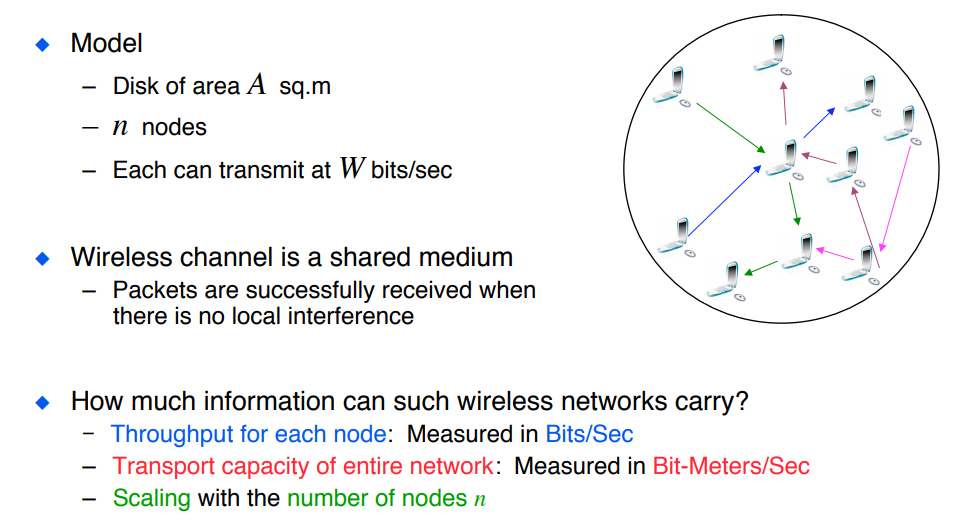 ◆ Model
– Disk of area A sq.m
– n nodes
– Each can transmit at W bits/sec
◆ Wireless channel is a shared medium
– Packets are successfully received when
there is no local interference
◆ How much information can such wireless networks carry?
– Throughput for each node: Measured in Bits/Sec
– Transport capacity of entire network: Measured in Bit-Meters/Sec
– Scaling with the number of nodes n